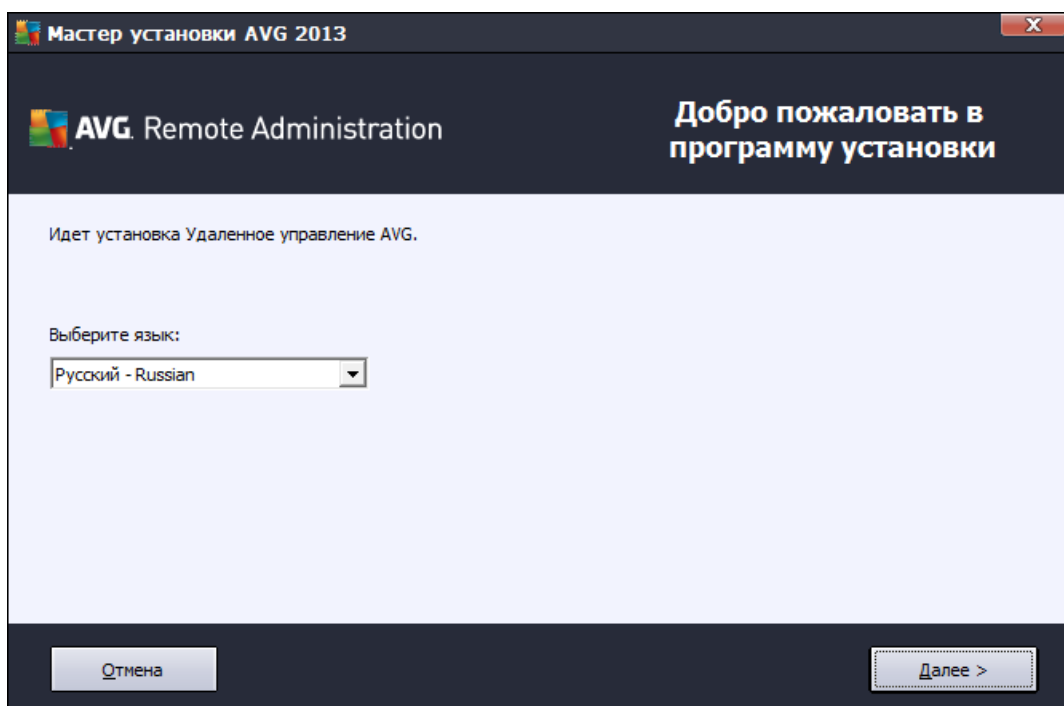 Мастер установки AVG 2013
X
AVG. Remote Administration
Добро пожаловать в
программу установки
Идет установка Удаленное управление AVG.
Выберите язык:
Русский - Russian
Отмена
Далее >